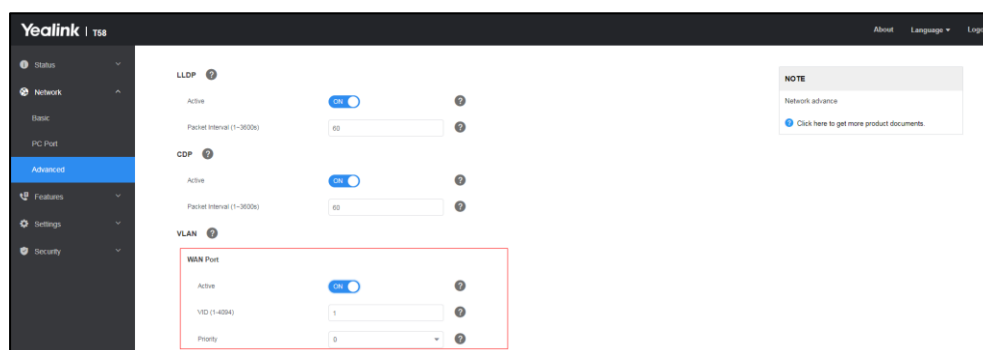 Yealink | T58
About Language
Status
Network
Basic
PC Port
Advanced
Features
Settings
Security
LLDP ?
Active ON ?
Packet Interval (1~3600s) 60 ?
CDP ?
Active ON ?
Packet Interval (1~3600s) 60 ?
VLAN ?
WAN Port
Active ON ?
VID (1-4094) 1 ?
Priority 0 ?
NOTE
Network advance
? Click here to get more product documents.